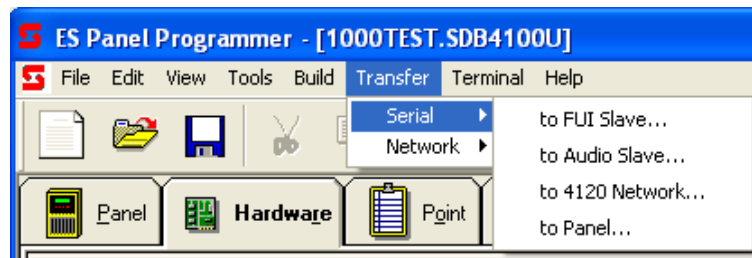 ES Panel Programmer - [1000TEST.SDB4100U]
File Edit View Tools Build Transfer Terminal Help
Serial
Network
to FUI Slave...
to Audio Slave...
to 4120 Network...
to Panel...
Panel Hardware Point